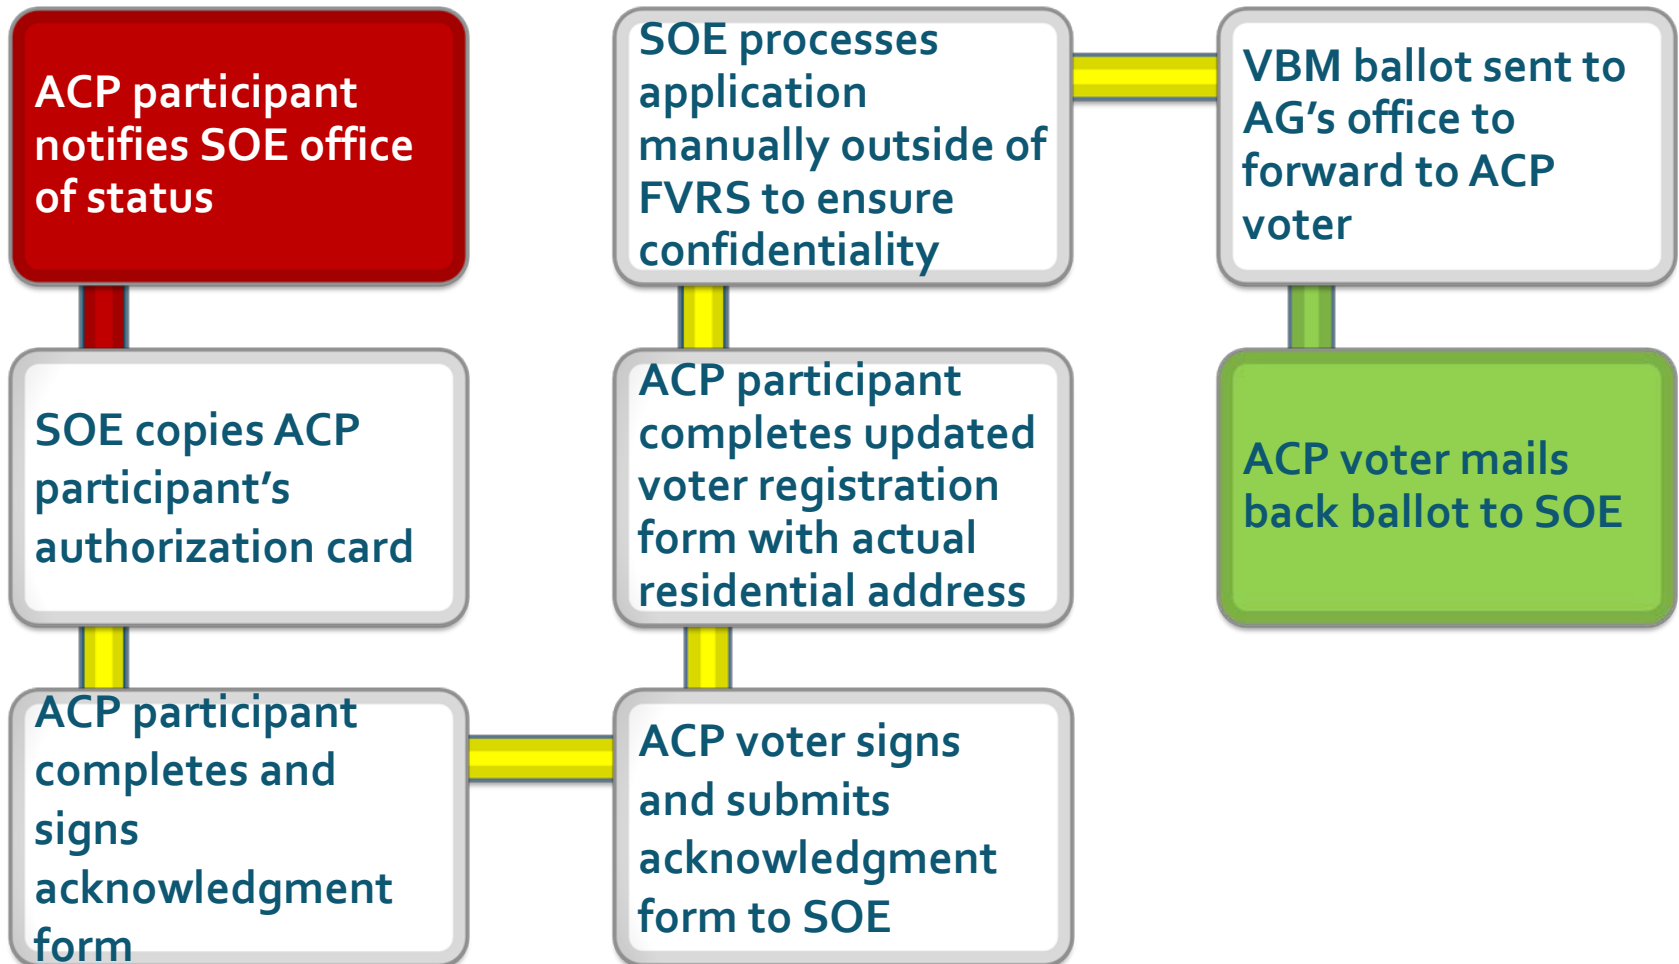 ACP participant
notifies SOE office
of status
SOE copies ACP
participant’s
authorization card
ACP participant
completes and
signs
acknowledgment
form
ACP voter signs
and submits
acknowledgment
form to SOE
ACP participant
completes updated
voter registration
form with actual
residential address
SOE processes
application
manually outside of
FVRS to ensure
confidentiality
VBM ballot sent to
AG’s office to
forward to ACP
voter
ACP voter mails
back ballot to SOE